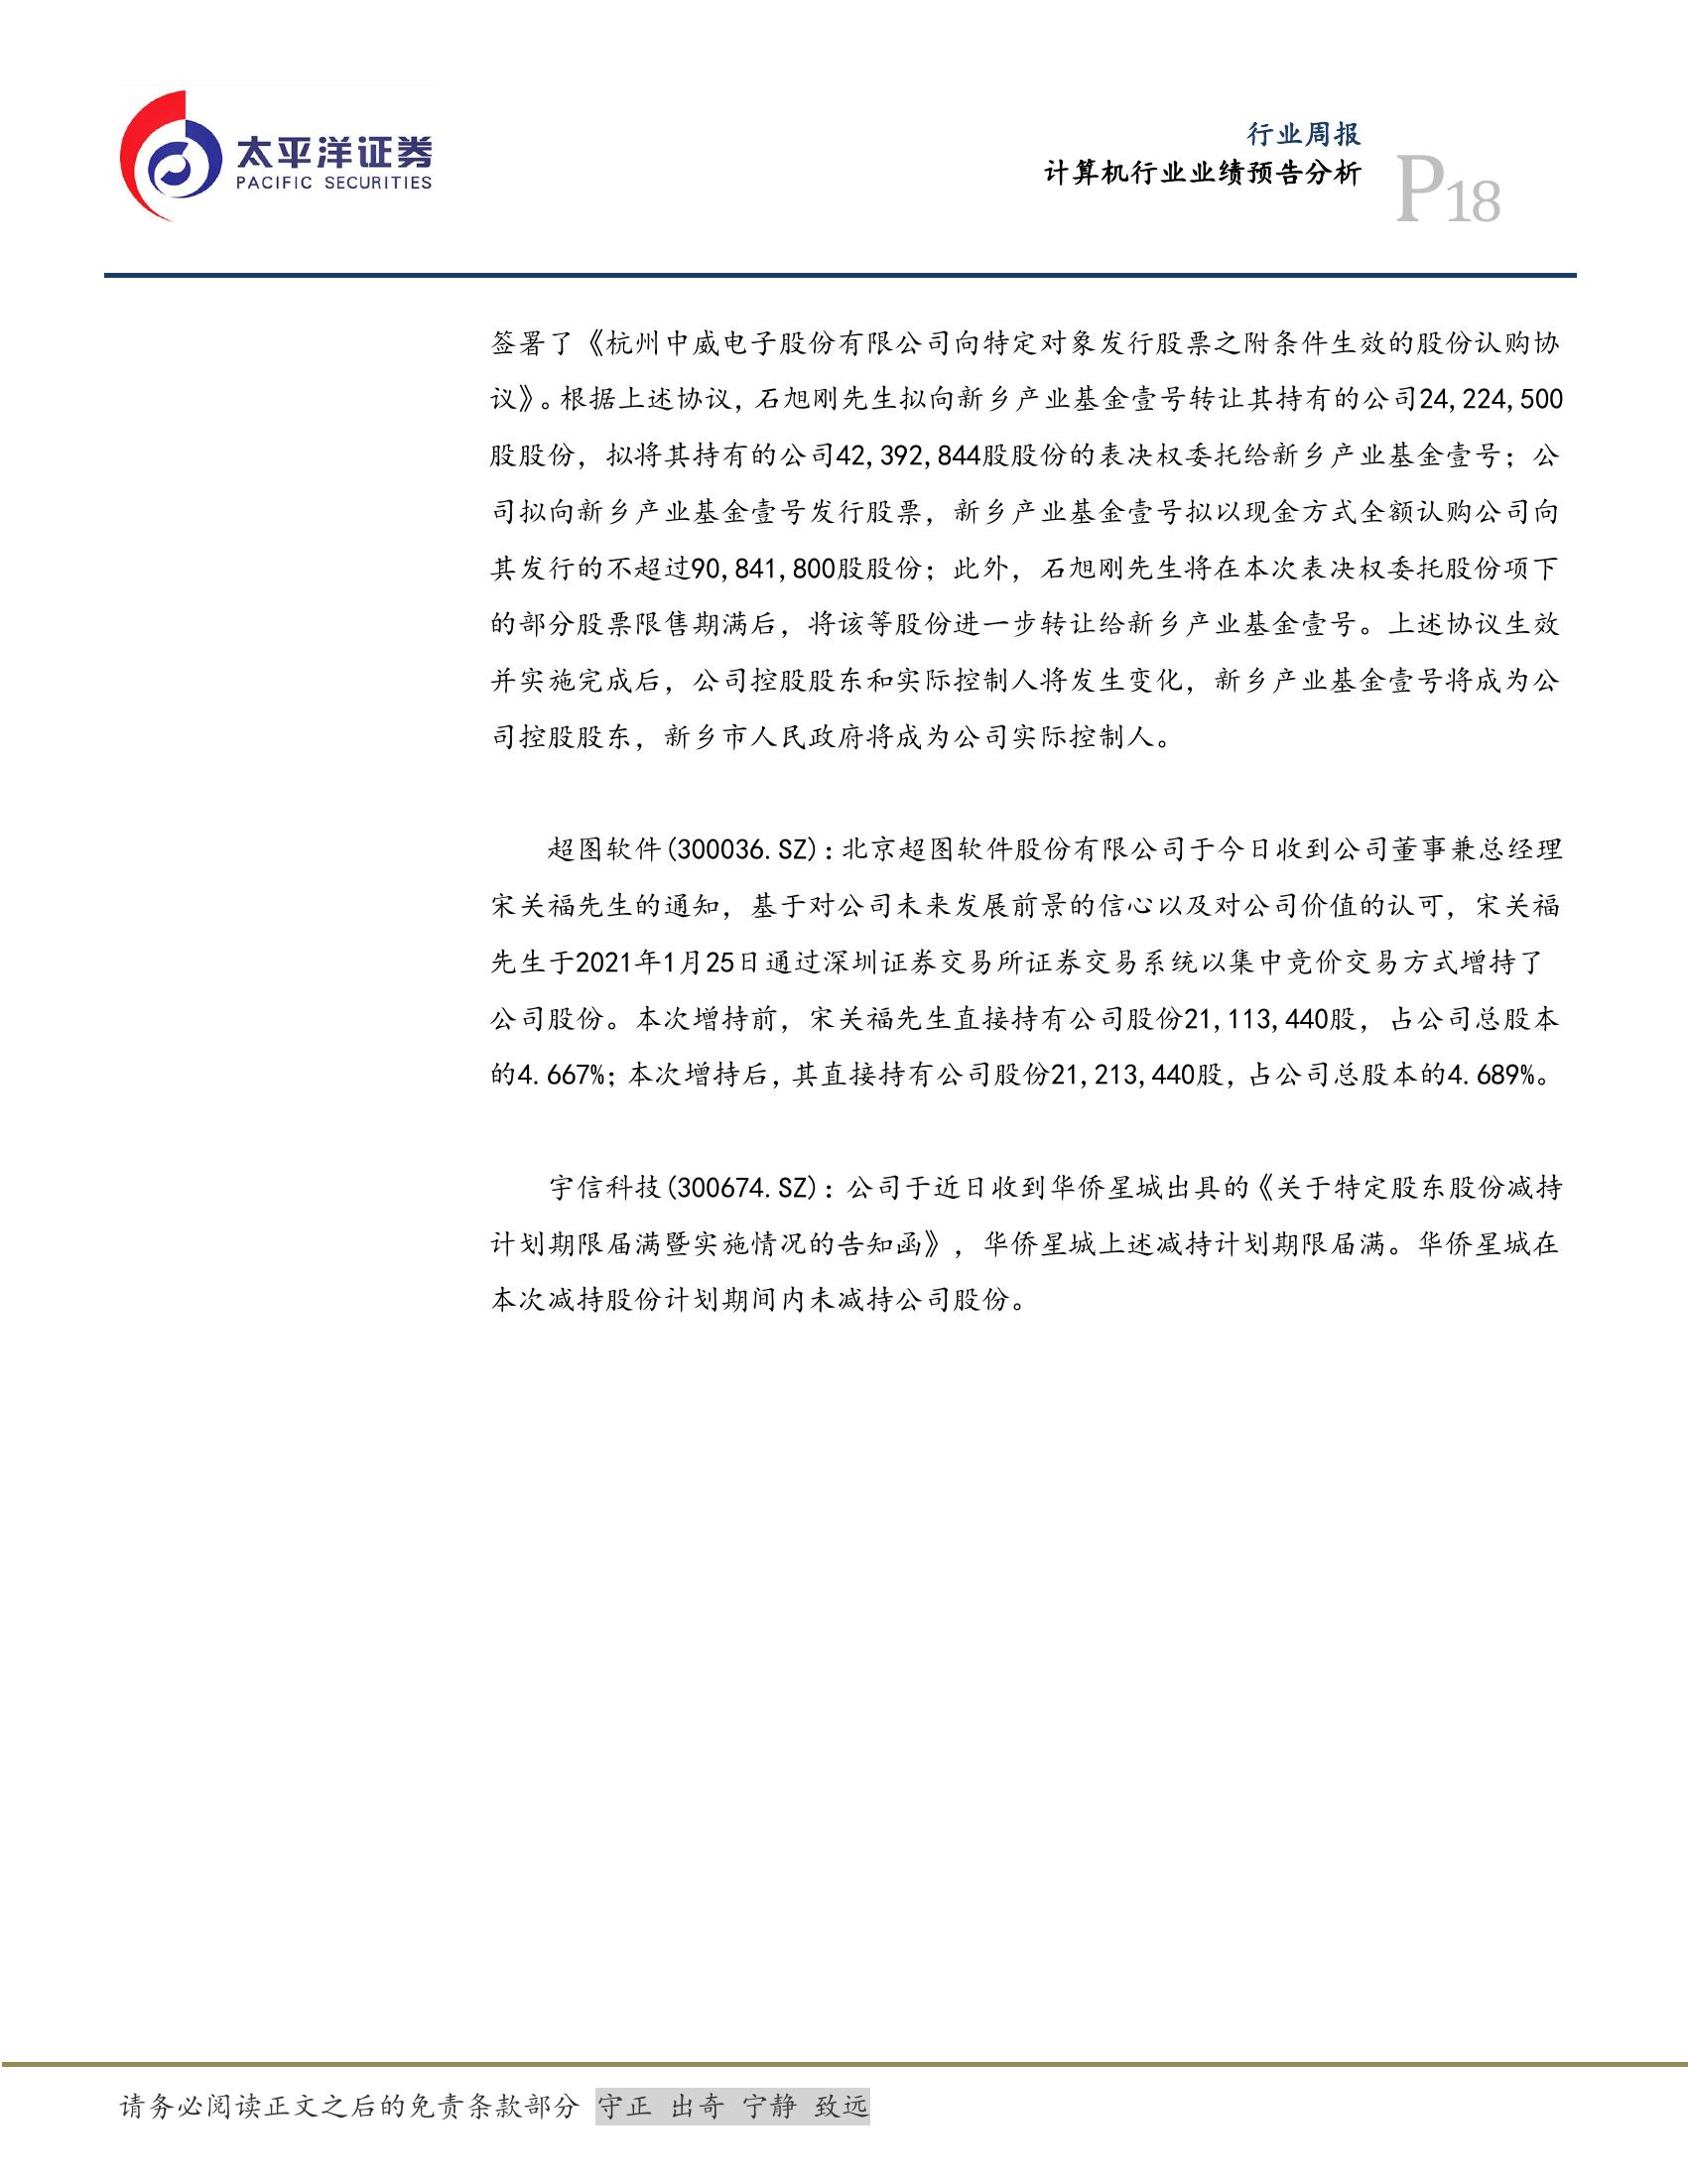 太平洋证券
PACIFIC SECURITIES
行业周报
计算机行业业绩预告分析
P18
签署了《杭州中威电子股份有限公司向特定对象发行股票之附条件生效的股份认购协
议》。根据上述协议，石旭刚先生拟向新乡产业基金壹号转让其持有的公司24,224,500
股股份，拟将其持有的公司42,392,844股股份的表决权委托给新乡产业基金壹号；公
司拟向新乡产业基金壹号发行股票，新乡产业基金壹号拟以现金方式全额认购公司向
其发行的不超过90,841,800股股份；此外，石旭刚先生将在本次表决权委托股份项下
的部分股票限售期满后，将该等股份进一步转让给新乡产业基金壹号。上述协议生效
并实施完成后，公司控股股东和实际控制人将发生变化，新乡产业基金壹号将成为公
司控股股东，新乡市人民政府将成为公司实际控制人。
超图软件(300036.SZ)：北京超图软件股份有限公司于今日收到公司董事兼总经理
宋关福先生的通知，基于对公司未来发展前景的信心以及对公司价值的认可，宋关福
先生于2021年1月25日通过深圳证券交易所证券交易系统以集中竞价交易方式增持了
公司股份。本次增持前，宋关福先生直接持有公司股份21,113,440股，占公司总股本
的4.667%；本次增持后，其直接持有公司股份21,213,440股，占公司总股本的4.689%。
宇信科技(300674.SZ)：公司于近日收到华侨星城出具的《关于特定股东股份减持
计划期限届满暨实施情况的告知函》，华侨星城上述减持计划期限届满。华侨星城在
本次减持股份计划期间内未减持公司股份。
请务必阅读正文之后的免责条款部分 守正 出奇 宁静 致远